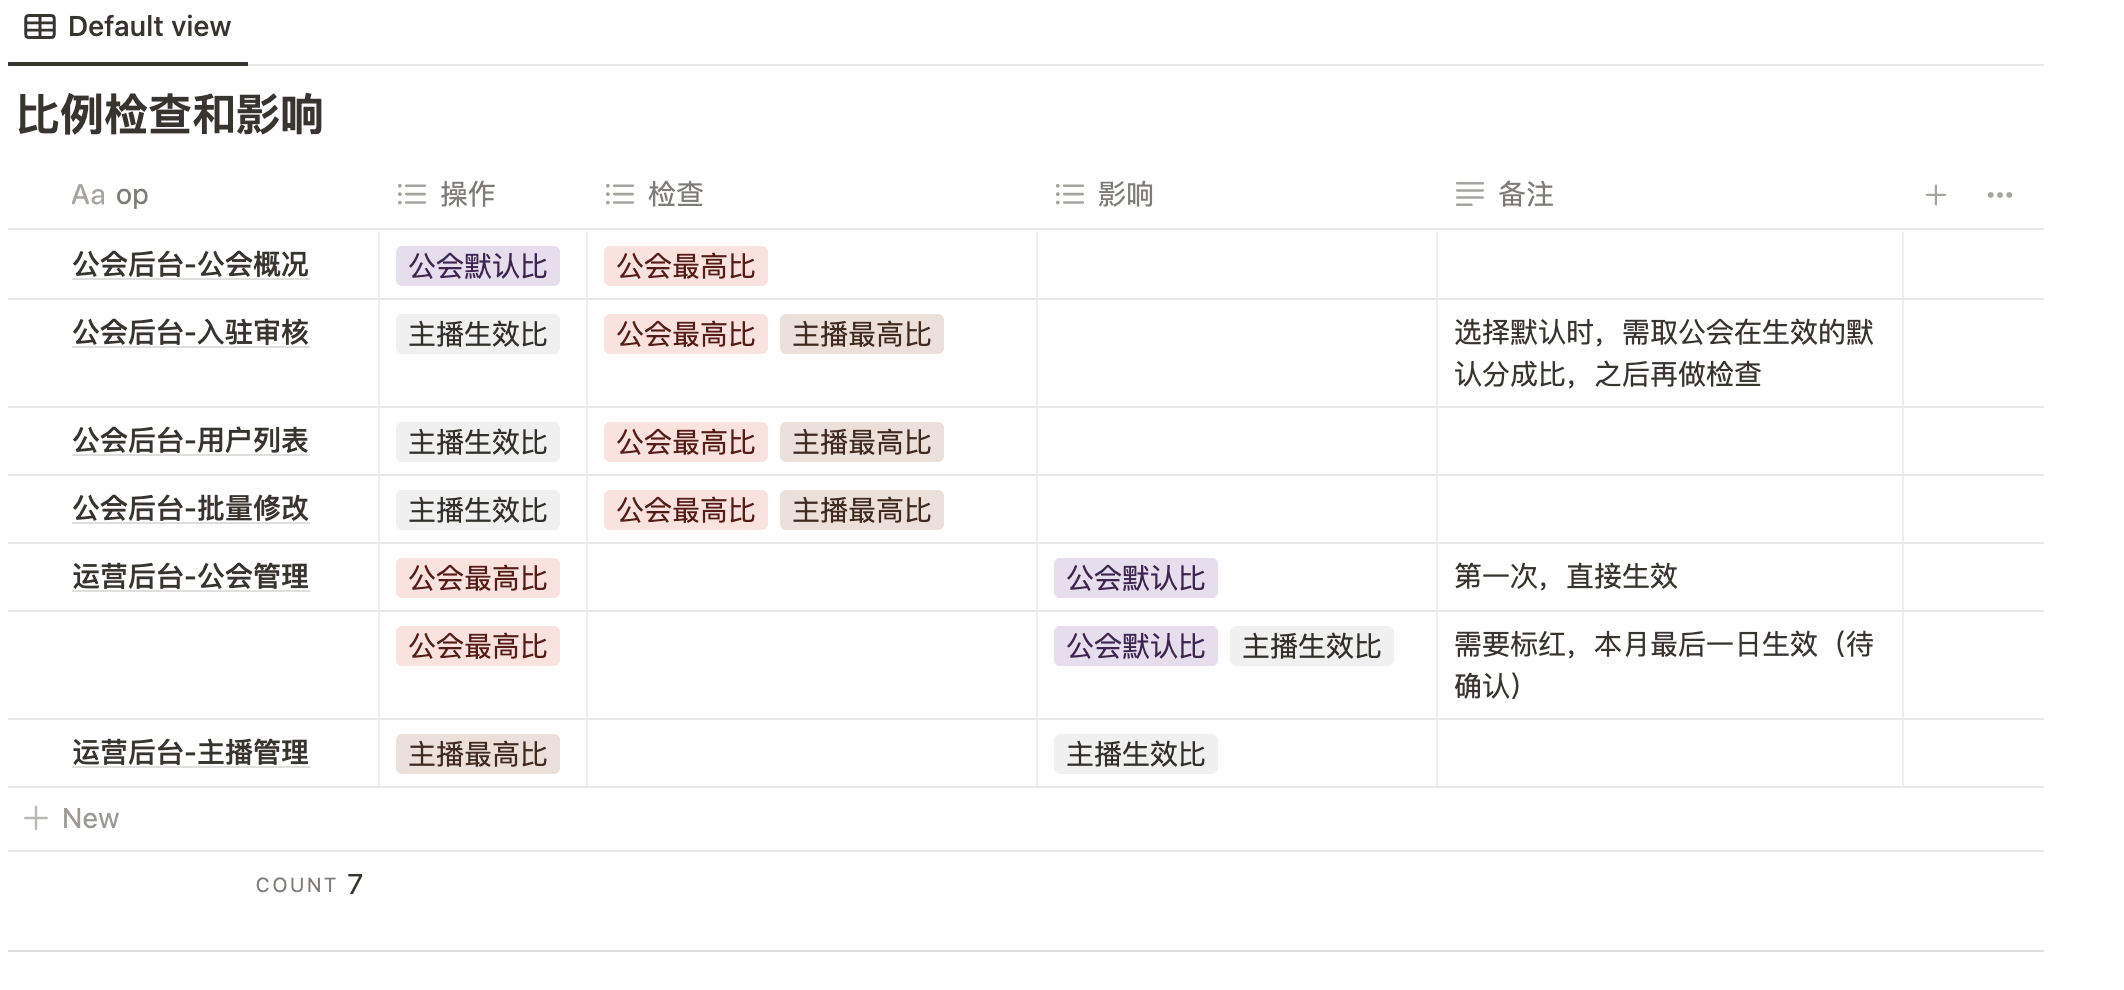 Default view
比例检查和影响
Aa op 操作 检查 影响 备注
公会后台-公会概况 公会默认比 公会最高比
公会后台-入驻审核 主播生效比 公会最高比 主播最高比 选择默认时，需取公会在生效的默
认分成比，之后再做检查
公会后台-用户列表 主播生效比 公会最高比 主播最高比
公会后台-批量修改 主播生效比 公会最高比 主播最高比
运营后台-公会管理 公会最高比 公会默认比 第一次，直接生效
公会最高比 公会默认比 主播生效比 需要标红，本月最后一日生效（待
确认）
运营后台-主播管理 主播最高比 主播生效比
New
COUNT 7